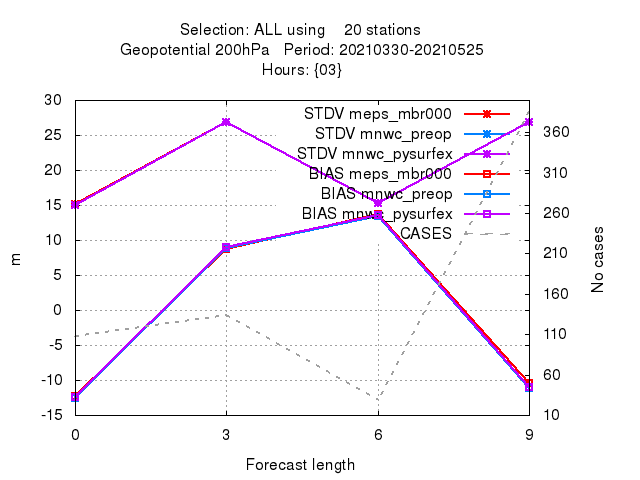 Selection: ALL using 20 stations
Geopotential 200hPa Period: 20210330-20210525
Hours: {03}
STDV meps_mbr000
STDV mnwc_preop
STDV mnwc_pysurfex
BIAS meps_mbr000
BIAS mnwc_preop
BIAS mnwc_pysurfex
CASES
30
25
20
15
10
5
0
-5
-10
-15
m
360
310
260
210
160
110
60
10
No cases
0 3 6 9
Forecast length